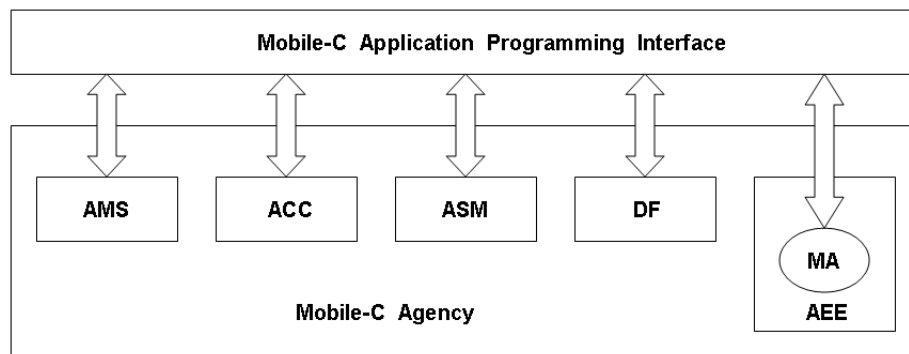 Mobile-C Application Programming Interface
AMS
ACC
ASM
DF
MA
AEE
Mobile-C Agency